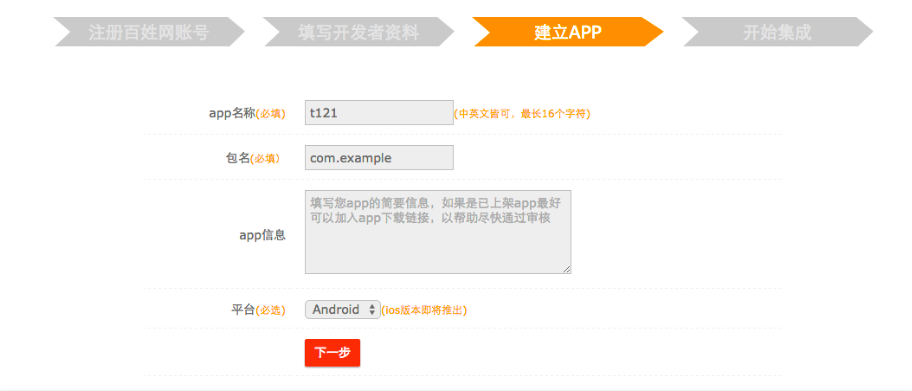 注册百姓网账号
填写开发者资料
建立APP
开始集成
app名称(必填) t121 (中英文皆可，最长16个字符)
包名(必填) com.example
app信息
填写您app的简要信息，如果是已上架app最好
可以加入app下载链接，以帮助尽快通过审核
平台(必选) Android (ios版本即将推出)
下一步